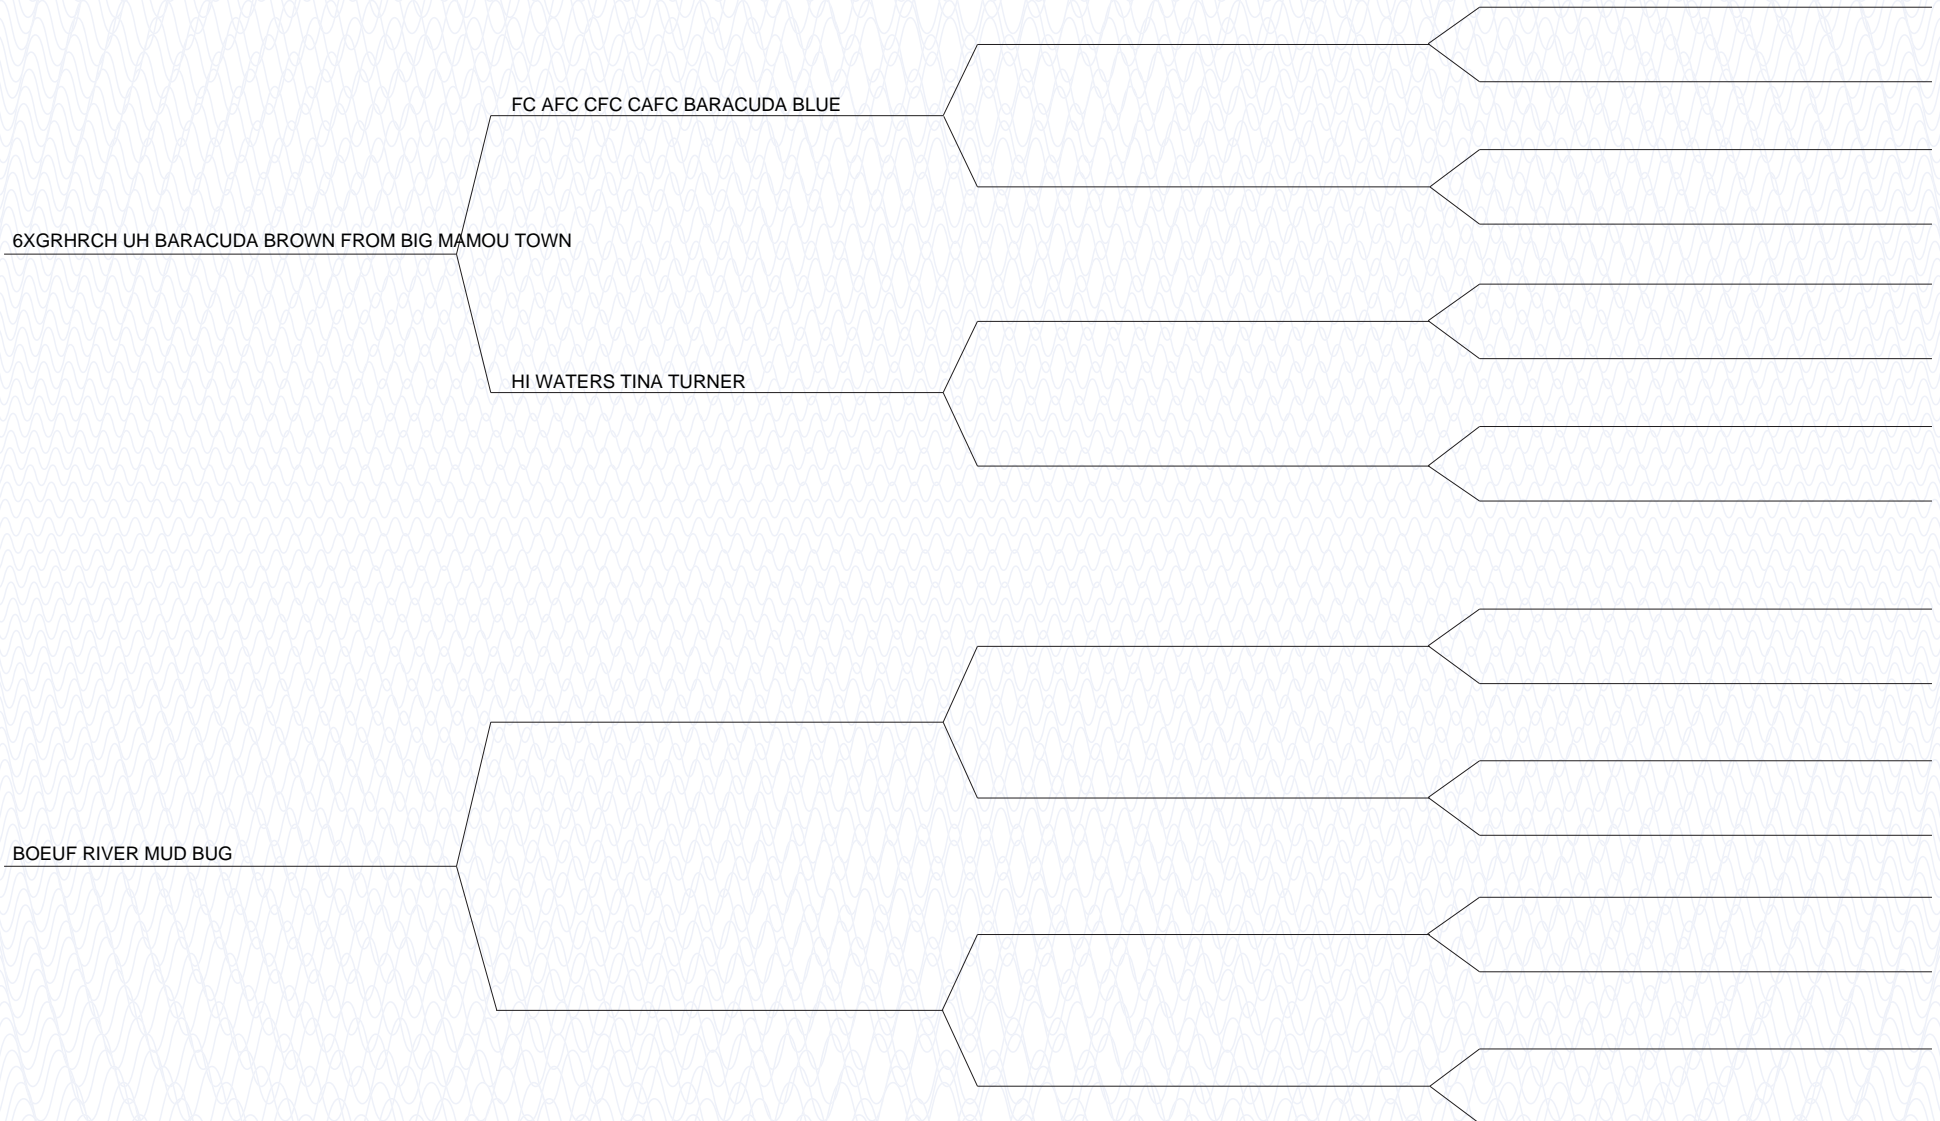 FC AFC CFC CAFC BARACUDA BLUE
6XGRHRCH UH BARACUDA BROWN FROM BIG MAMOU TOWN
HI WATERS TINA TURNER
BOEUF RIVER MUD BUG